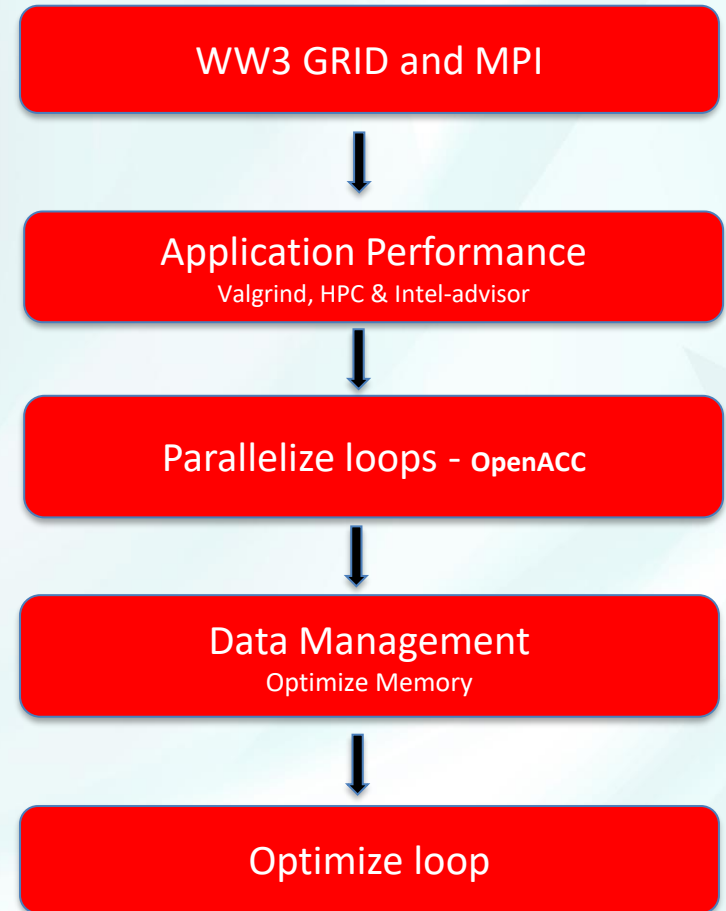 WW3 GRID and MPI
Application Performance
Valgrind, HPC & Intel-advisor
Parallelize loops - OpenACC
Data Management
Optimize Memory
Optimize loop